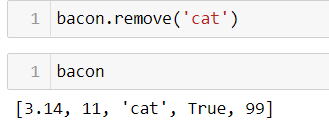 1 bacon.remove('cat')
1 bacon
[3.14, 11, 'cat', True, 99]